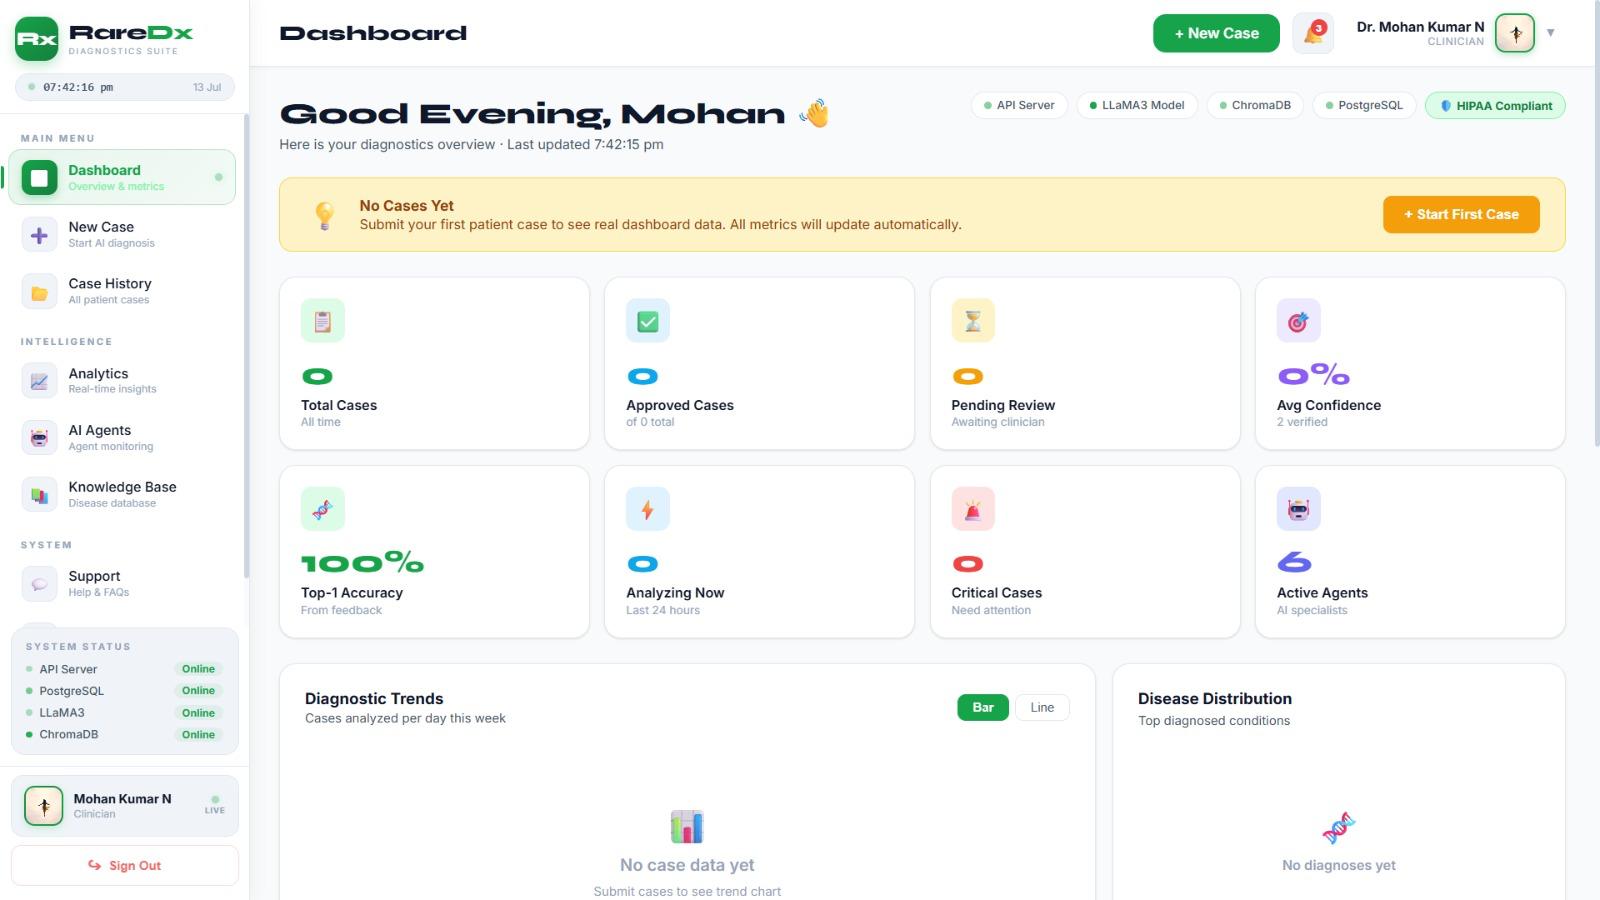 Rx
RareDx
DIAGNOSTICS SUITE
07:42:16 pm
13 Jul
MAIN MENU
Dashboard
Overview & metrics
New Case
Start AI diagnosis
Case History
All patient cases
INTELLIGENCE
Analytics
Real-time insights
AI Agents
Agent monitoring
Knowledge Base
Disease database
SYSTEM
Support
Help & FAQs
SYSTEM STATUS
API Server Online
PostgreSQL Online
LLaMA3 Online
ChromaDB Online
Mohan Kumar N
Clinician
LIVE
Sign Out
Dashboard
+ New Case
3
Dr. Mohan Kumar N
CLINICIAN
Good Evening, Mohan
Here is your diagnostics overview · Last updated 7:42:15 pm
API Server
LLaMA3 Model
ChromaDB
PostgreSQL
HIPAA Compliant
No Cases Yet
Submit your first patient case to see real dashboard data. All metrics will update automatically.
+ Start First Case
0
Total Cases
All time
0
Approved Cases
of 0 total
0
Pending Review
Awaiting clinician
0%
Avg Confidence
2 verified
100%
Top-1 Accuracy
From feedback
0
Analyzing Now
Last 24 hours
0
Critical Cases
Need attention
6
Active Agents
AI specialists
Diagnostic Trends
Cases analyzed per day this week
Bar
Line
No case data yet
Submit cases to see trend chart
Disease Distribution
Top diagnosed conditions
No diagnoses yet